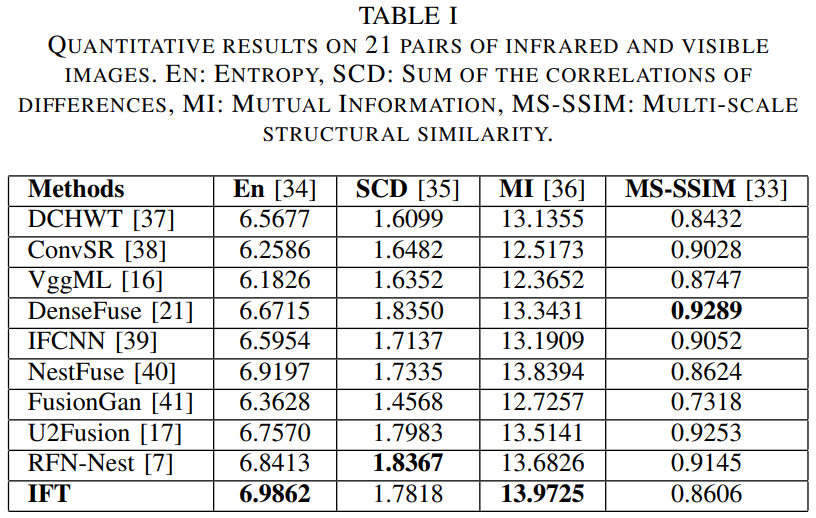 TABLE I
QUANTITATIVE RESULTS ON 21 PAIRS OF INFRARED AND VISIBLE
IMAGES. EN: ENTROPY, SCD: SUM OF THE CORRELATIONS OF
DIFFERENCES, MI: MUTUAL INFORMATION, MS-SSIM: MULTI-SCALE
STRUCTURAL SIMILARITY.
Methods En [34] SCD [35] MI [36] MS-SSIM [33]
DCHWT [37] 6.5677 1.6099 13.1355 0.8432
ConvSR [38] 6.2586 1.6482 12.5173 0.9028
VggML [16] 6.1826 1.6352 12.3652 0.8747
DenseFuse [21] 6.6715 1.8350 13.3431 0.9289
IFCNN [39] 6.5954 1.7137 13.1909 0.9052
NestFuse [40] 6.9197 1.7335 13.8394 0.8624
FusionGan [41] 6.3628 1.4568 12.7257 0.7318
U2Fusion [17] 6.7570 1.7983 13.5141 0.9253
RFN-Nest [7] 6.8413 1.8367 13.6826 0.9145
IFT 6.9862 1.7818 13.9725 0.8606